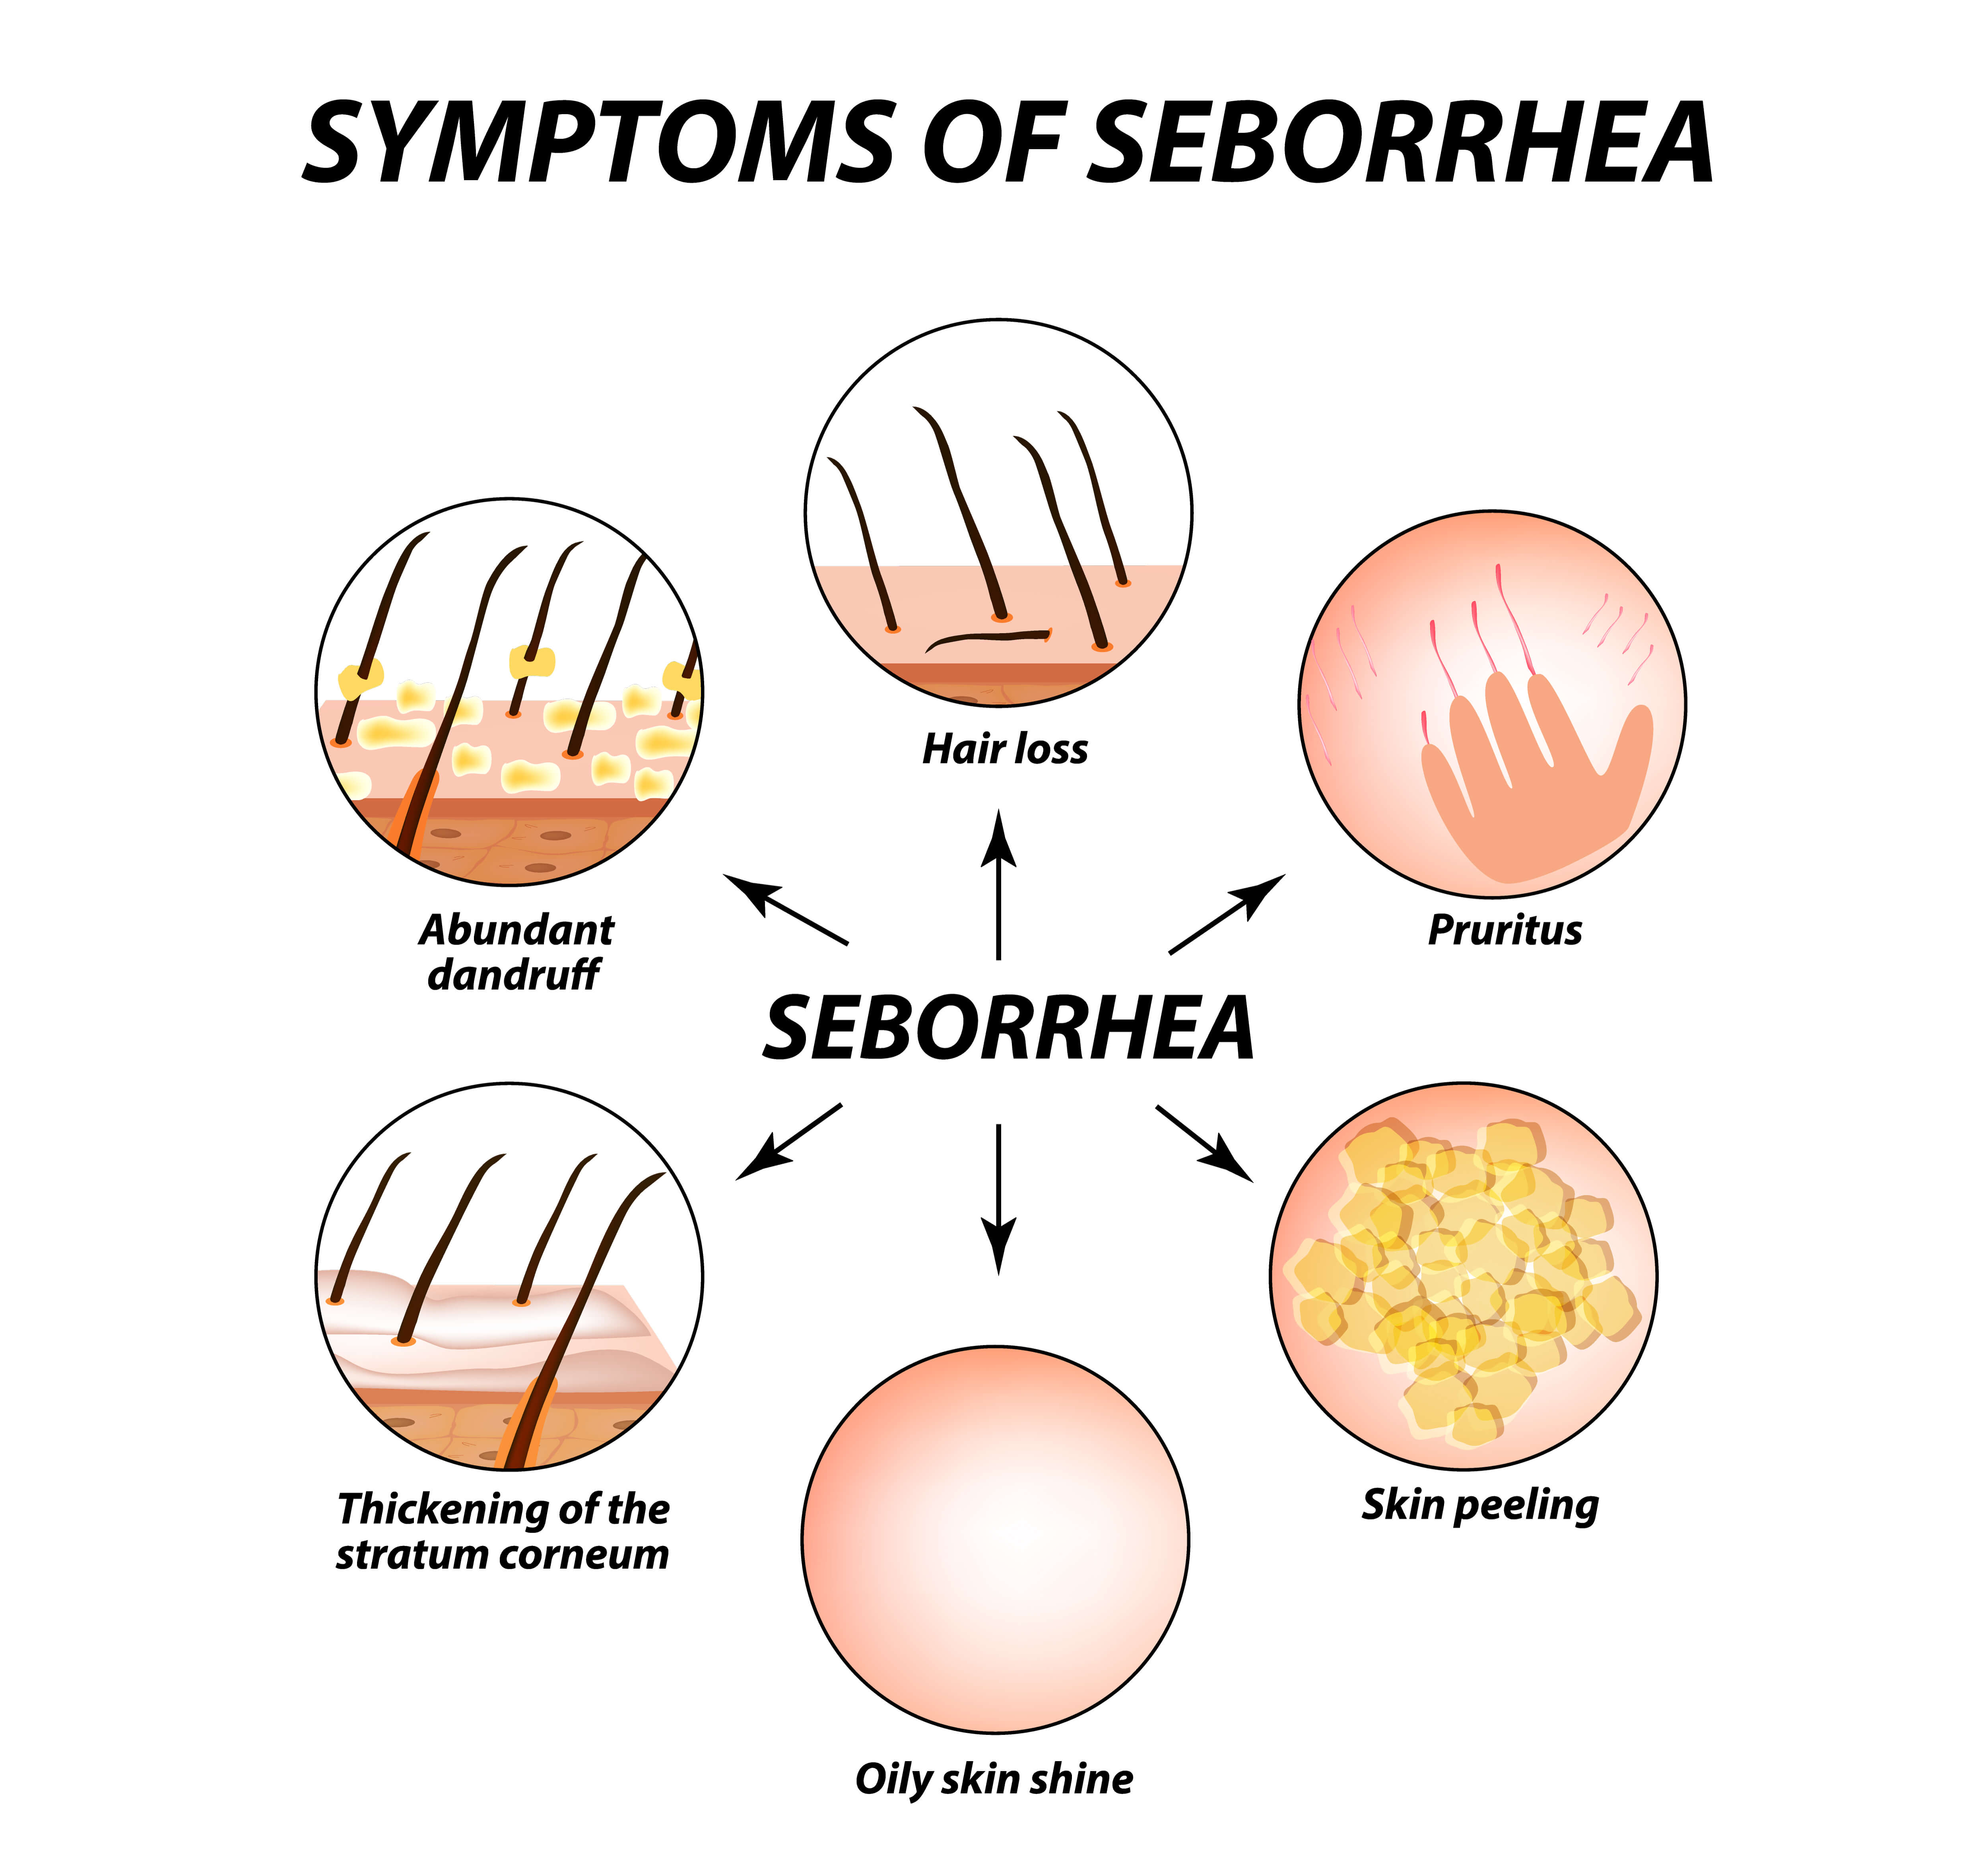 SYMPTOMS OF SEBORRHEA
Hair loss
Abundant
dandruff
Pruritus
SEBORRHEA
Thickening of the
stratum corneum
Skin peeling
Oily skin shine